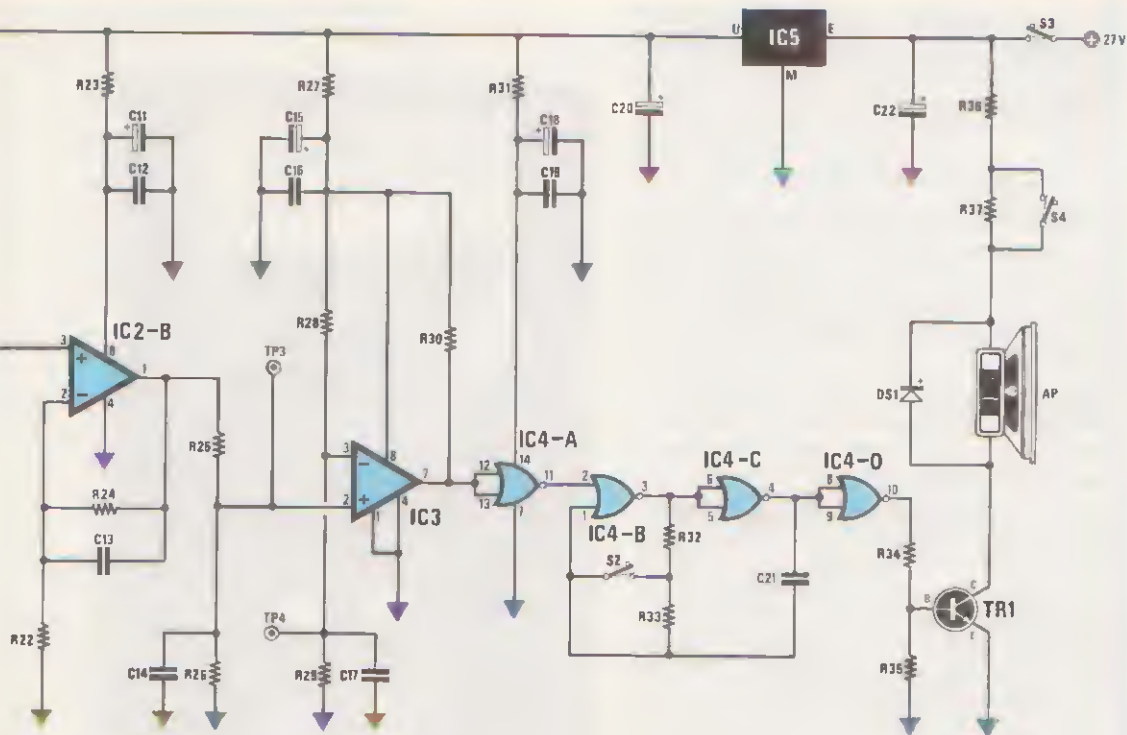 S3
U
IC5
E
27 V
M
R23
R27
R31
C20
C22
R36
C11
C12
C15
C16
C18
C19
R37
S4
IC2-B
3
8
1
2
4
R28
R30
TP3
DS1
AP
R25
IC4-A
IC4-C
IC4-D
3
8
7
2
1
4
IC3
12
13
14
11
7
2
3
1
IC4-B
6
5
4
8
9
10
R24
C13
S2
R32
R33
C21
R34
B
C
E
TR1
R22
C14
R26
TP4
R29
C17
R35